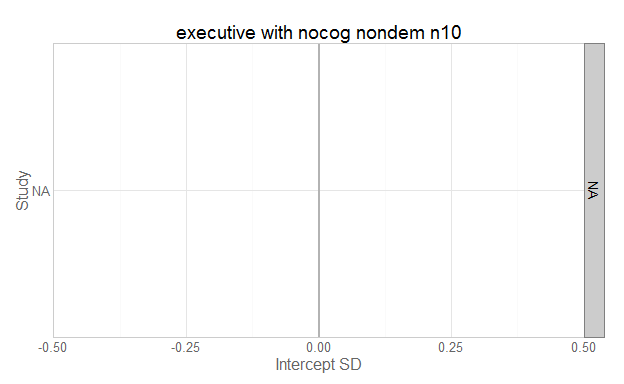 executive with nocog nondem n10
Study
NA
NA
-0.50 -0.25 0.00 0.25 0.50
Intercept SD